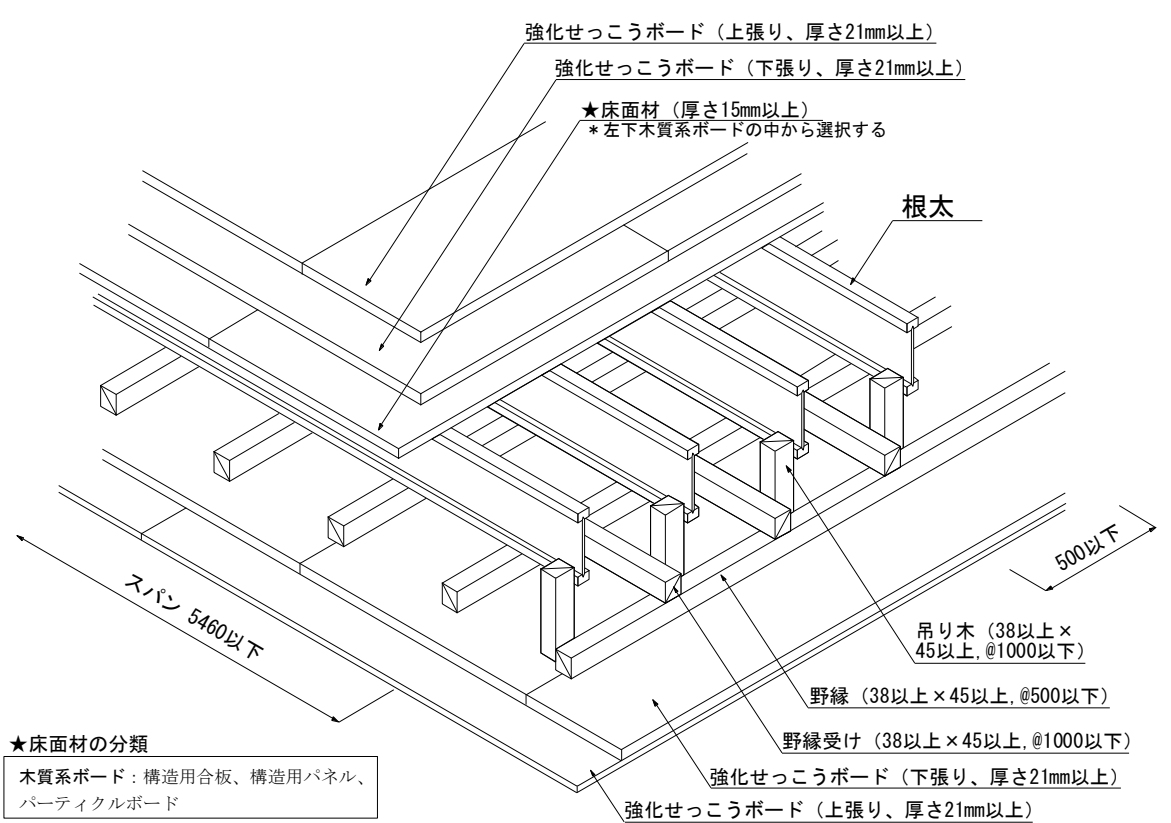 強化せっこうボード（上張り、厚さ21mm以上）
強化せっこうボード（下張り、厚さ21mm以上）
★床面材（厚さ15mm以上）
＊左下木質系ボードの中から選択する
根太
500以下
スパン 5460以下
吊り木（38以上×
45以上,@1000以下）
野縁（38以上×45以上,@500以下）
野縁受け（38以上×45以上,@1000以下）
強化せっこうボード（下張り、厚さ21mm以上）
強化せっこうボード（上張り、厚さ21mm以上）
★床面材の分類
木質系ボード：構造用合板、構造用パネル、
パーティクルボード